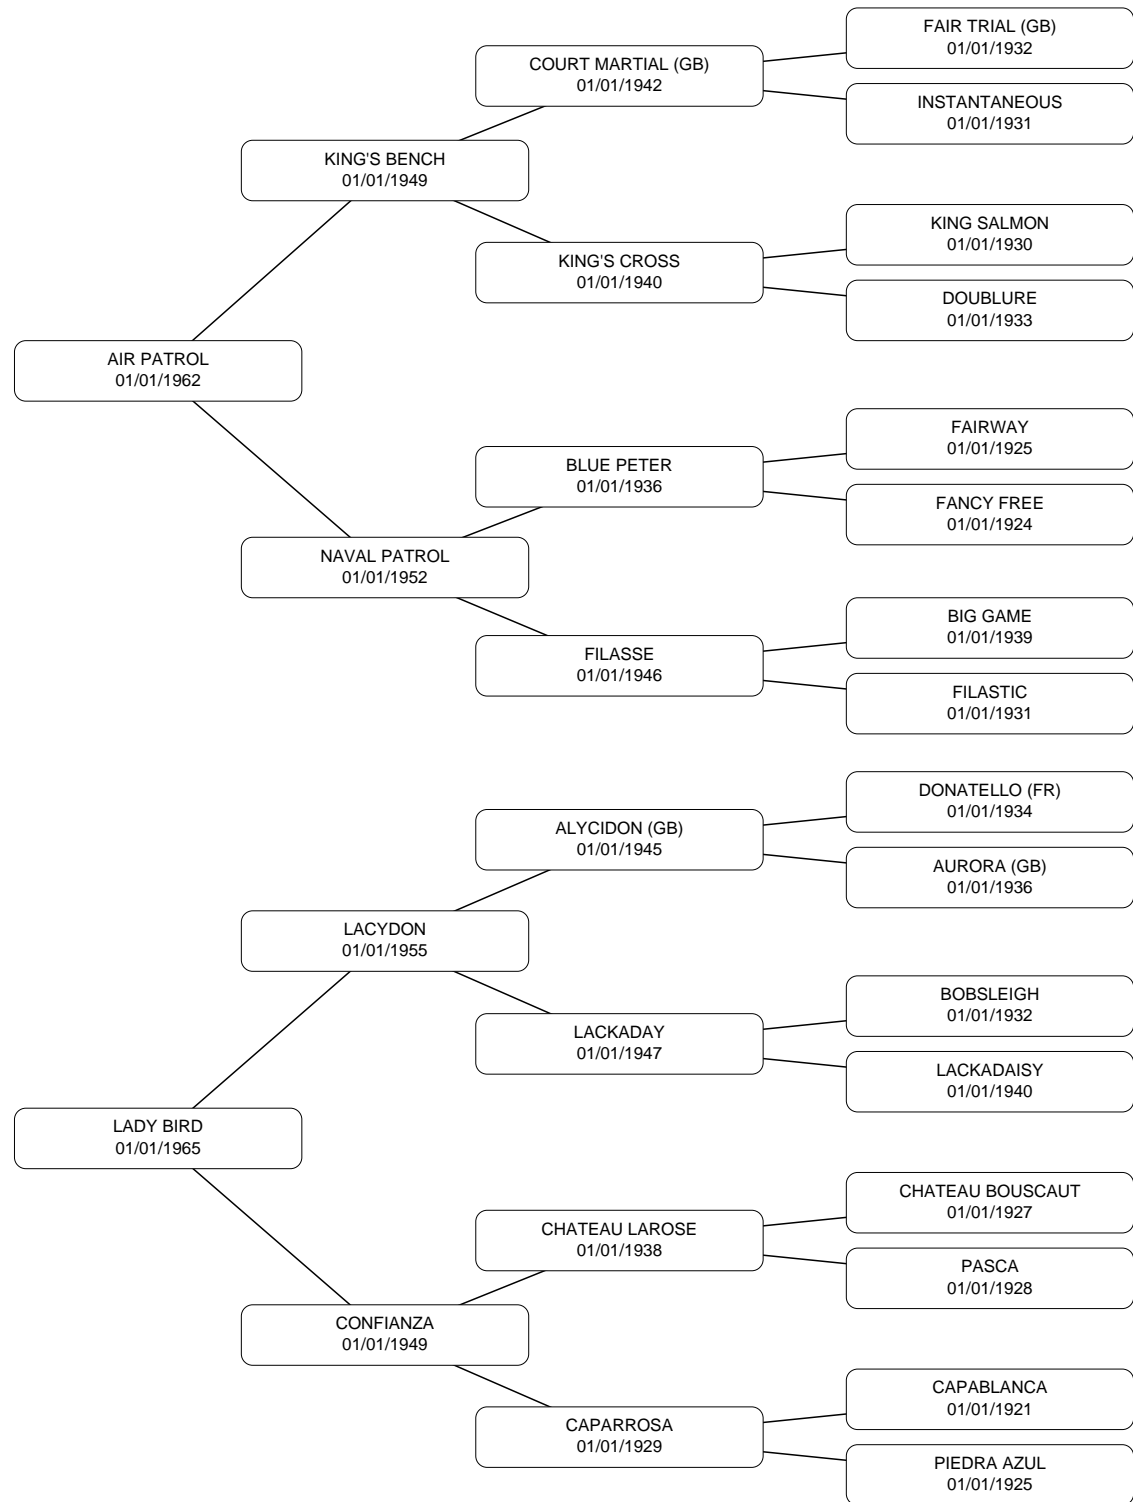 FAIR TRIAL (GB)
01/01/1932
COURT MARTIAL (GB)
01/01/1942
INSTANTANEOUS
01/01/1931
KING'S BENCH
01/01/1949
KING SALMON
01/01/1930
KING'S CROSS
01/01/1940
DOUBLURE
01/01/1933
AIR PATROL
01/01/1962
FAIRWAY
01/01/1925
BLUE PETER
01/01/1936
FANCY FREE
01/01/1924
NAVAL PATROL
01/01/1952
BIG GAME
01/01/1939
FILASSE
01/01/1946
FILASTIC
01/01/1931
DONATELLO (FR)
01/01/1934
ALYCIDON (GB)
01/01/1945
AURORA (GB)
01/01/1936
LACYDON
01/01/1955
BOBSLEIGH
01/01/1932
LACKADAY
01/01/1947
LACKADAISY
01/01/1940
LADY BIRD
01/01/1965
CHATEAU BOUSCAUT
01/01/1927
CHATEAU LAROSE
01/01/1938
PASCA
01/01/1928
CONFIANZA
01/01/1949
CAPABLANCA
01/01/1921
CAPARROSA
01/01/1929
PIEDRA AZUL
01/01/1925